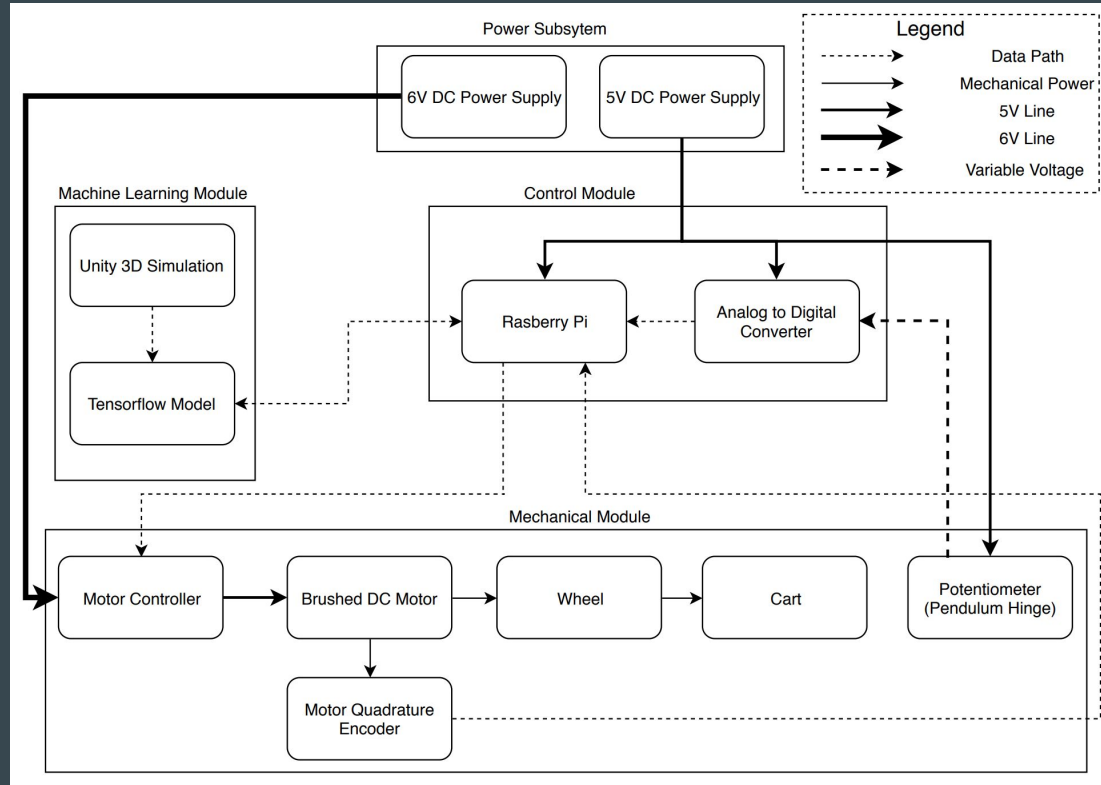 Power Subsytem
6V DC Power Supply
5V DC Power Supply
Legend
Data Path
Mechanical Power
5V Line
6V Line
Variable Voltage
Machine Learning Module
Unity 3D Simulation
Tensorflow Model
Control Module
Rasberry Pi
Analog to Digital
Converter
Mechanical Module
Motor Controller
Brushed DC Motor
Wheel
Cart
Potentiometer
(Pendulum Hinge)
Motor Quadrature
Encoder